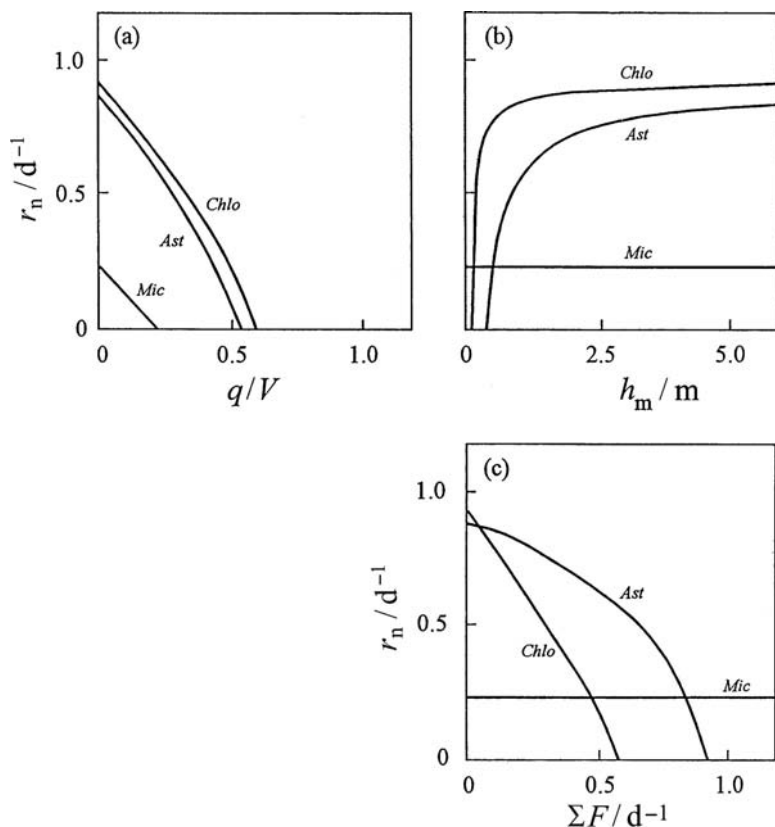 (a)
1.0
0.5
0
r_n / d⁻¹
Chlo
Ast
Mic
0 0.5 1.0
q/V
(b)
Chlo
Ast
Mic
0 2.5 5.0
h_m / m
(c)
1.0
0.5
0
r_n / d⁻¹
Ast
Chlo
Mic
0 0.5 1.0
ΣF / d⁻¹